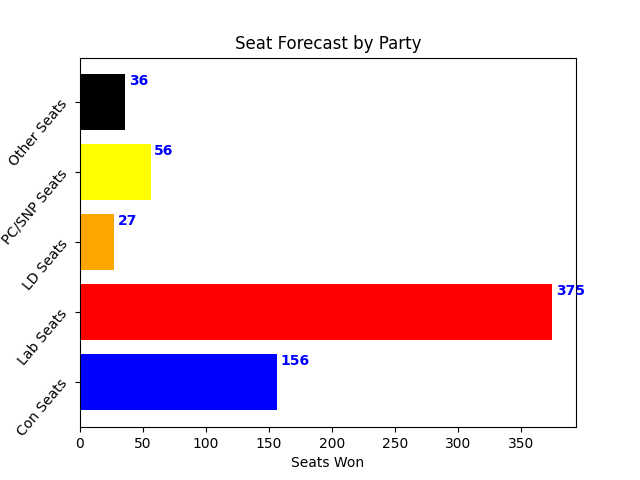 Seat Forecast by Party
Other Seats
36
PC/SNP Seats
56
LD Seats
27
Lab Seats
375
Con Seats
156
0 50 100 150 200 250 300 350
Seats Won